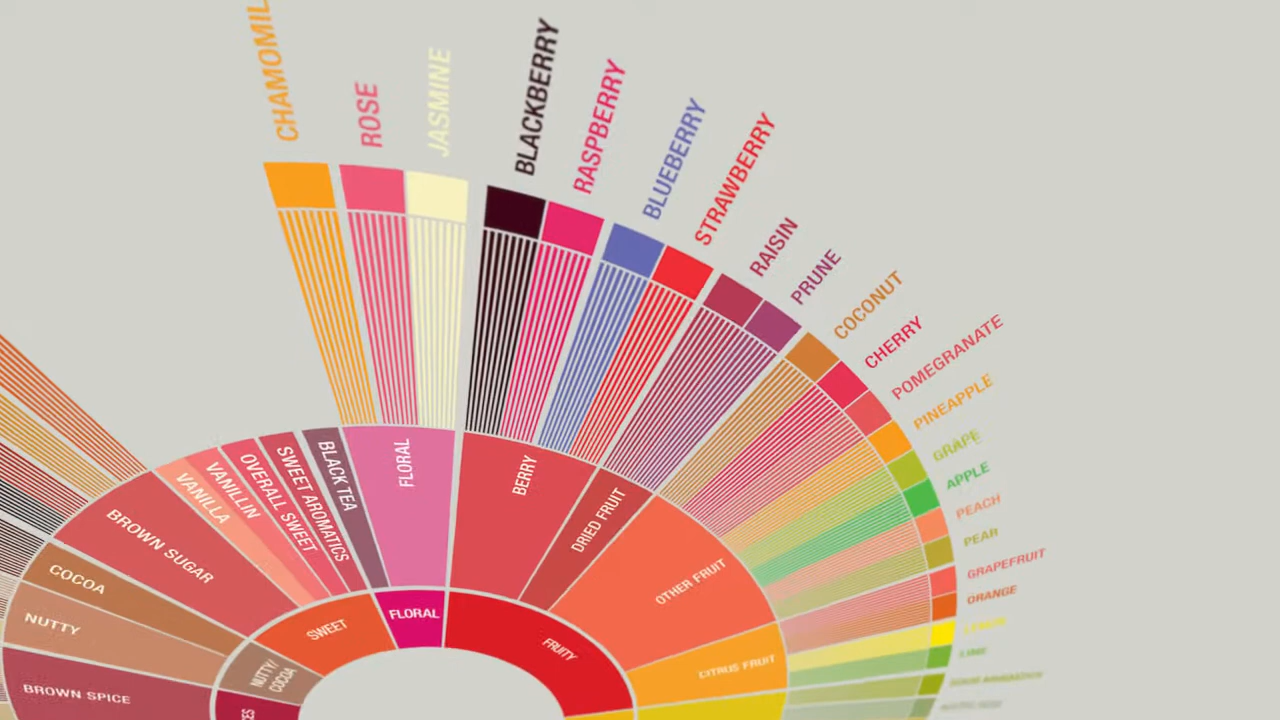 CHAMOMIL
ROSE
JASMINE
BLACKBERRY
RASPBERRY
BLUEBERRY
STRAWBERRY
RAISIN
PRUNE
COCONUT
CHERRY
POMEGRANATE
PINEAPPLE
GRAPE
APPLE
PEACH
PEAR
GRAPEFRUIT
ORANGE
LEMON
LIME
BROWN SPICE
NUTTY
COCOA
BROWN SUGAR
VANILLA
VANILLIN
OVERALL SWEET
SWEET AROMATICS
BLACK TEA
FLORAL
BERRY
DRIED FRUIT
OTHER FRUIT
CITRUS FRUIT
NUTTY/
COCOA
SWEET
FLORAL
FRUITY